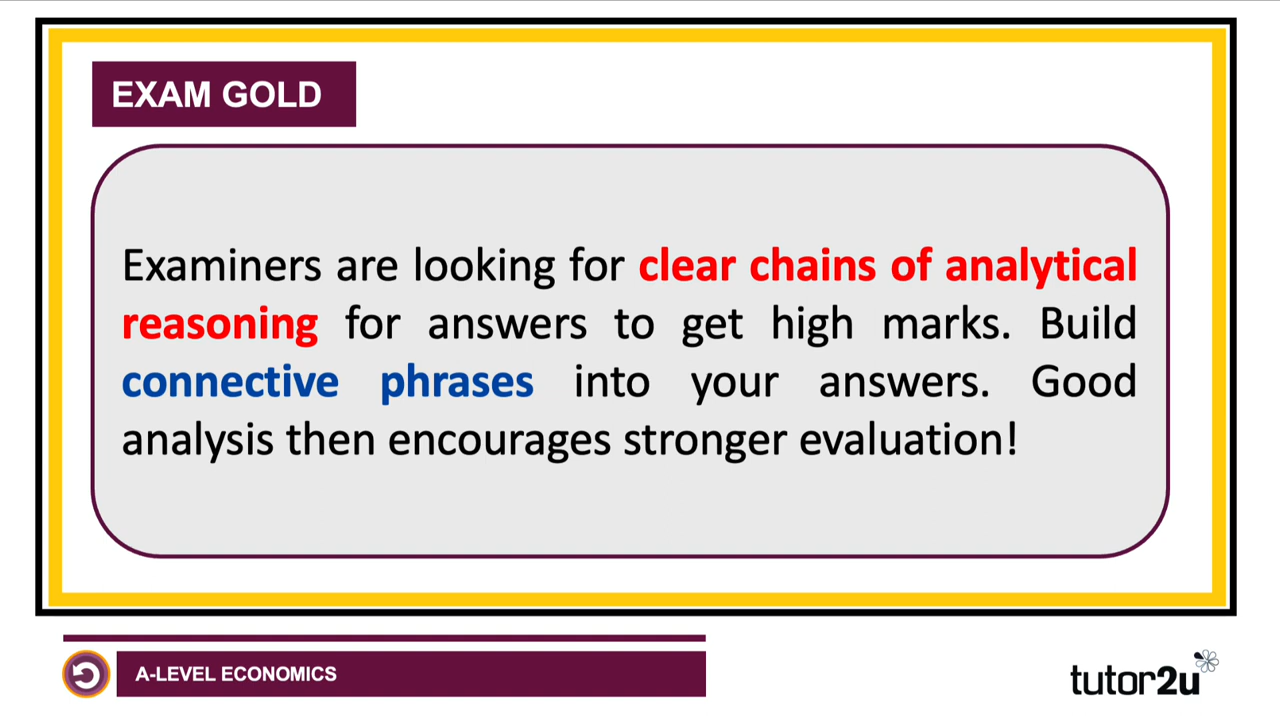 EXAM GOLD
Examiners are looking for clear chains of analytical
reasoning for answers to get high marks. Build
connective phrases into your answers. Good
analysis then encourages stronger evaluation!
A-LEVEL ECONOMICS
tutor2u